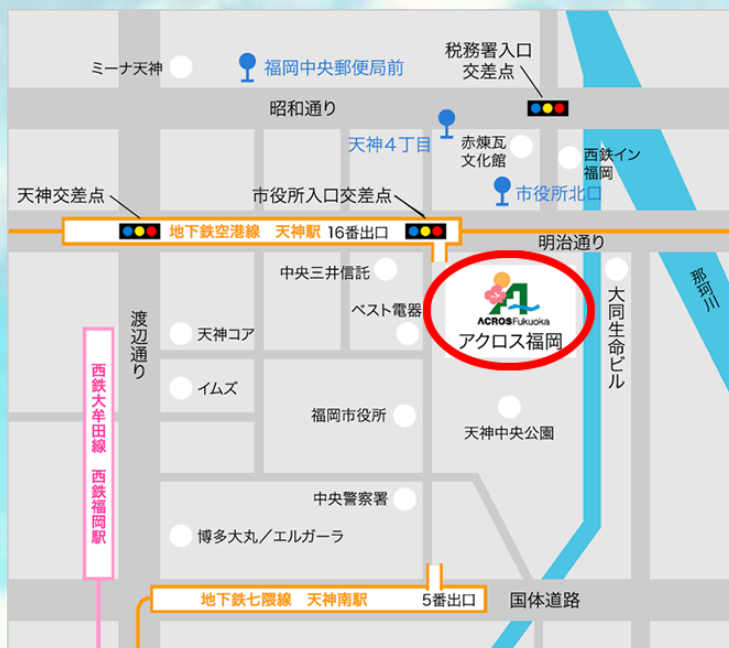 税務署入口
交差点
ミーナ天神
福岡中央郵便局前
昭和通り
天神4丁目
赤煉瓦
文化館
西鉄イン
福岡
市役所北口
天神交差点
市役所入口交差点
地下鉄空港線 天神駅 16番出口
明治通り
中央三井信託
那珂川
ACROS Fukuoka
アクロス福岡
大同生命ビル
ベスト電器
渡辺通り
天神コア
イムズ
西鉄大牟田線 西鉄福岡駅
福岡市役所
天神中央公園
中央警察署
博多大丸/エルガーラ
地下鉄七隈線 天神南駅 5番出口
国体道路